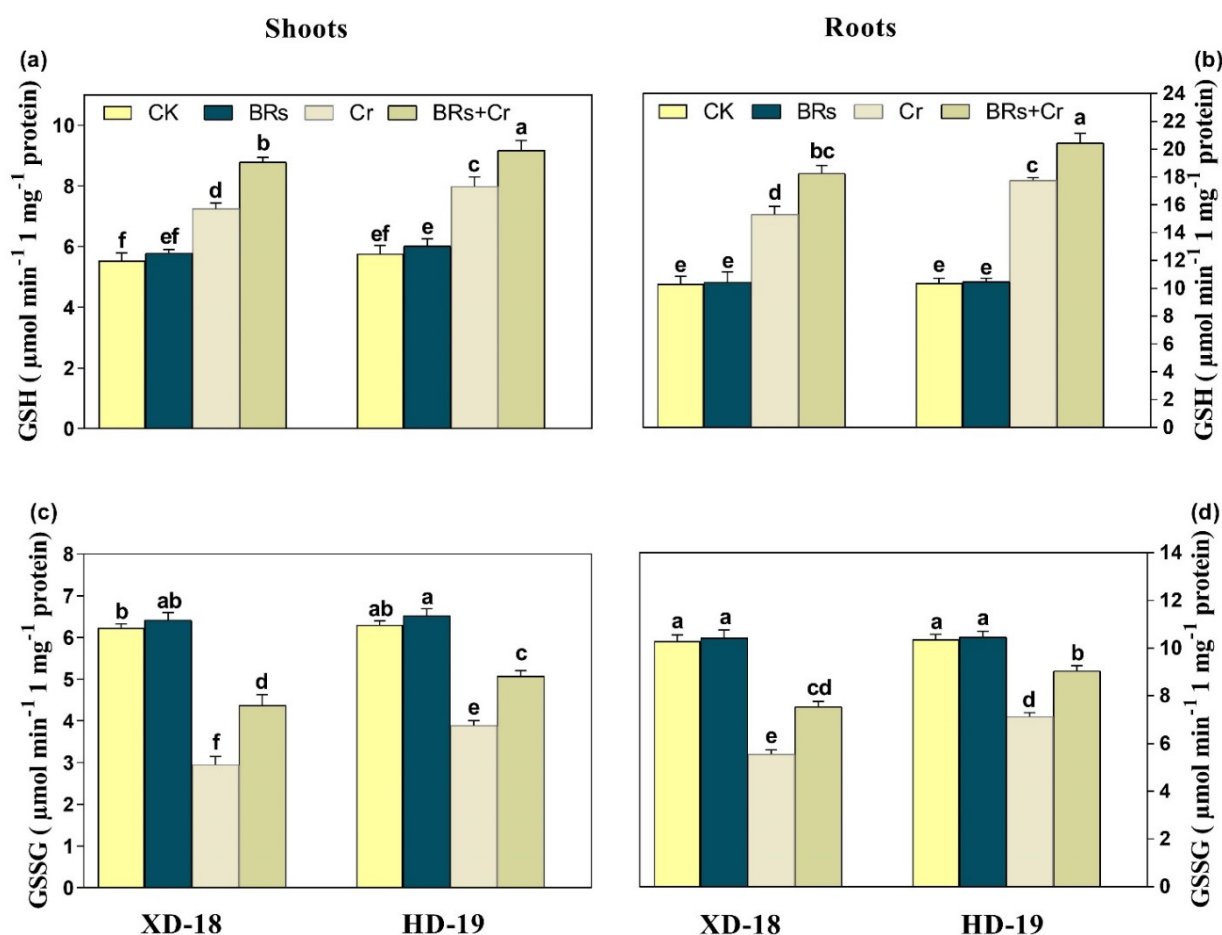 Shoots
Roots
(a)
(b)
GSH ( µmol min⁻¹ 1 mg⁻¹ protein)
CK BRs Cr BRs+Cr
10
8
6
4
2
0
f ef d b
ef e c a
CK BRs Cr BRs+Cr
24
22
20
18
16
14
12
10
8
6
4
2
0
e e d bc
e e c a
GSH ( µmol min⁻¹ 1 mg⁻¹ protein)
(c)
(d)
GSSG ( µmol min⁻¹ 1 mg⁻¹ protein)
8
7
6
5
4
3
2
1
0
b ab f d
ab a e c
14
12
10
8
6
4
2
0
a a e cd
a a d b
GSSG ( µmol min⁻¹ 1 mg⁻¹ protein)
XD-18 HD-19
XD-18 HD-19